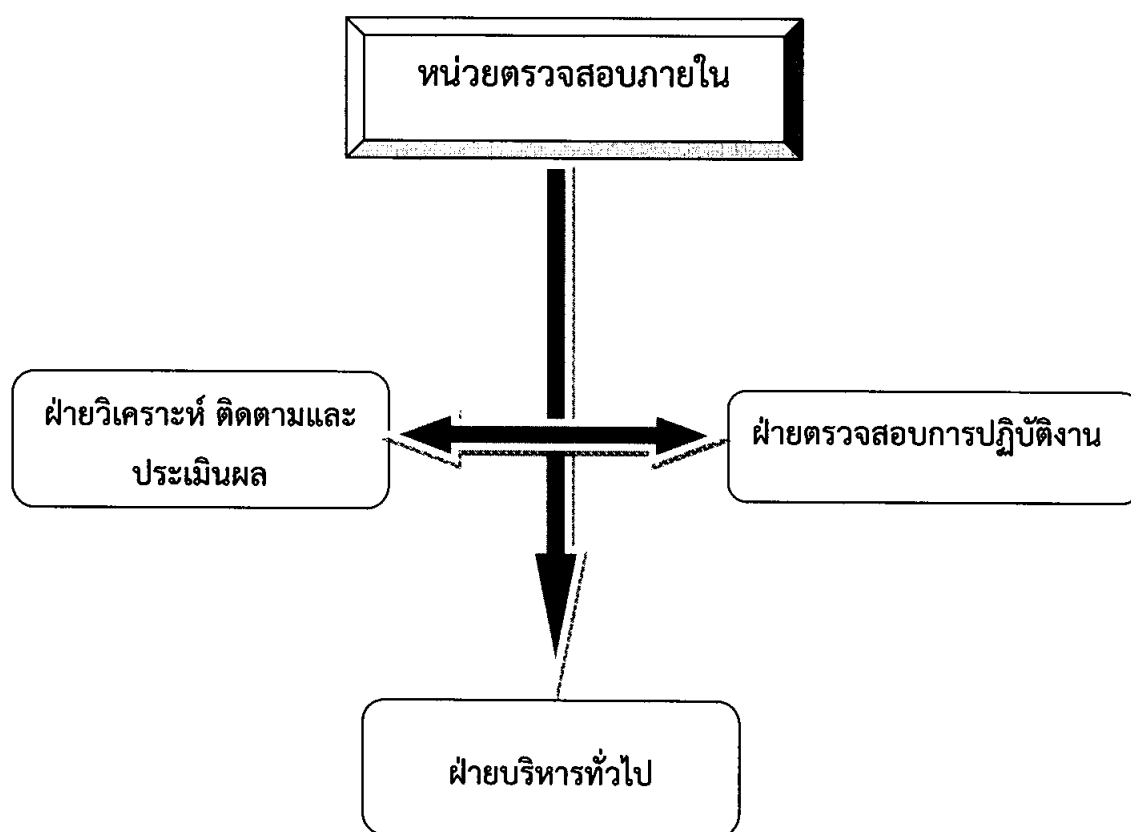 หน่วยตรวจสอบภายใน
ฝ่ายวิเคราะห์ ติดตามและ
ประเมินผล
ฝ่ายตรวจสอบการปฏิบัติงาน
ฝ่ายบริหารทั่วไป